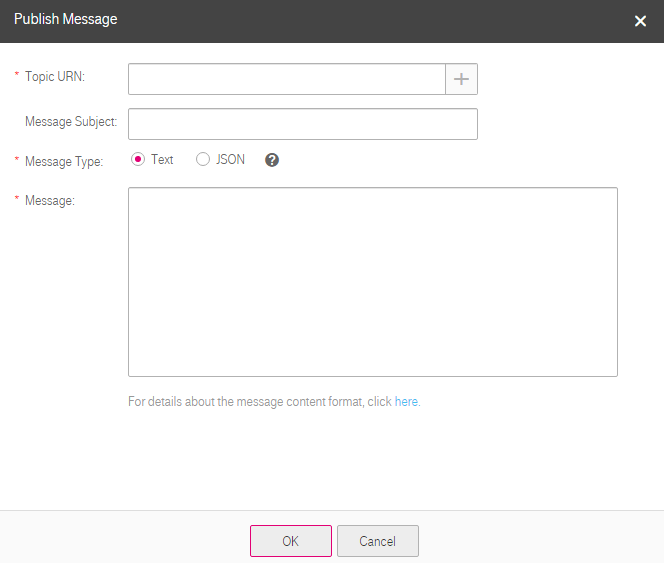 Publish Message
* Topic URN:
Message Subject:
* Message Type: Text JSON ?
* Message:
For details about the message content format, click here.
OK Cancel